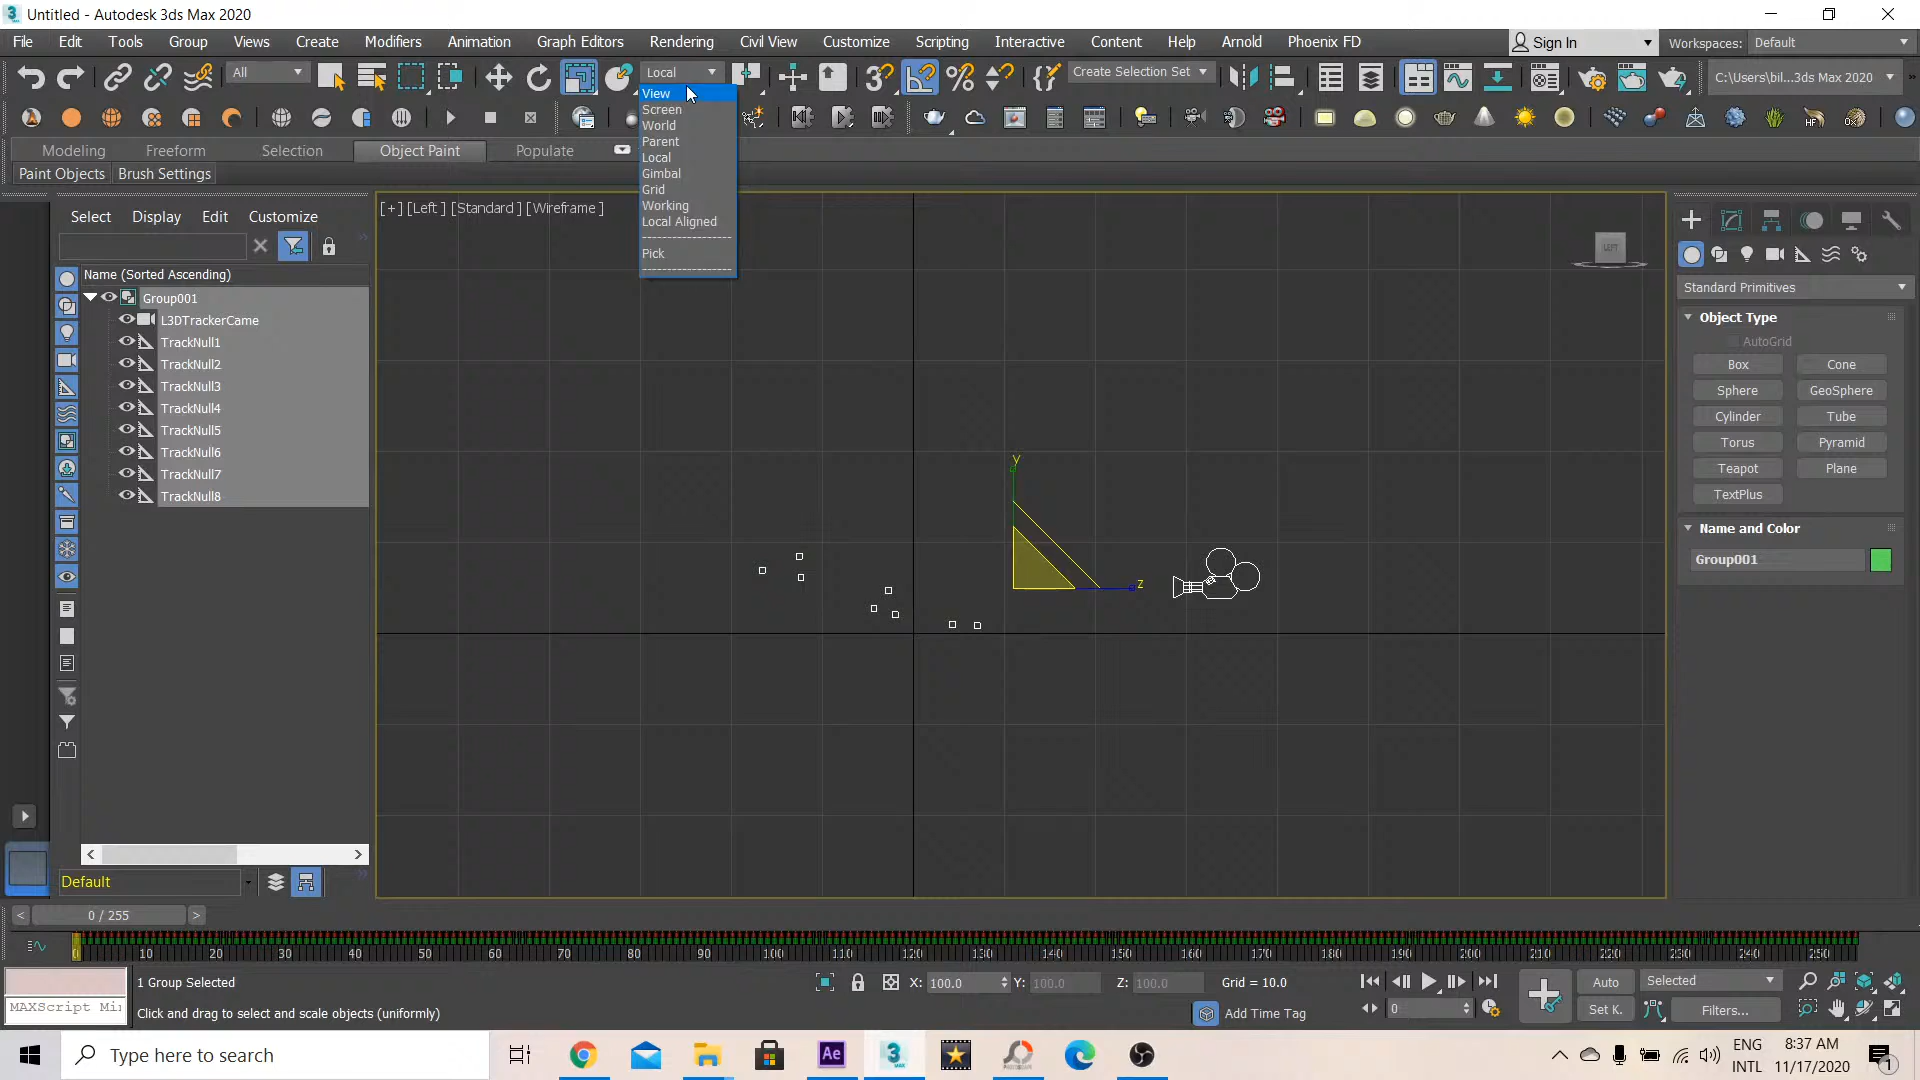 Untitled - Autodesk 3ds Max 2020
File Edit Tools Group Views Create Modifiers Animation Graph Editors Rendering Civil View Customize Scripting Interactive Content Help Arnold Phoenix FD Sign In Workspaces: Default
All Local Create Selection Set C:\Users\bil...3ds Max 2020
View
Screen
World
Parent
Local
Gimbal
Grid
Working
Local Aligned
Pick
Modeling Freeform Selection Object Paint Populate
Paint Objects Brush Settings
Select Display Edit Customize
Name (Sorted Ascending)
Group001
L3DTrackerCame
TrackNull1
TrackNull2
TrackNull3
TrackNull4
TrackNull5
TrackNull6
TrackNull7
TrackNull8
Default
[+] [Left ] [Standard ] [Wireframe ]
LEFT
y
z
Standard Primitives
Object Type
AutoGrid
Box Cone
Sphere GeoSphere
Cylinder Tube
Torus Pyramid
Teapot Plane
TextPlus
Name and Color
Group001
< 0 / 255 >
0 10 20 30 40 50 60 70 80 90 100 110 120 130 140 150 160 170 180 190 200 210 220 230 240 250
1 Group Selected X: 100.0 Y: 100.0 Z: 100.0 Grid = 10.0 Auto Selected
MAXScript Mi Click and drag to select and scale objects (uniformly) Add Time Tag 0 Set K. Filters...
Type here to search
Ae
MAX
ENG
INTL
8:37 AM
11/17/2020
1